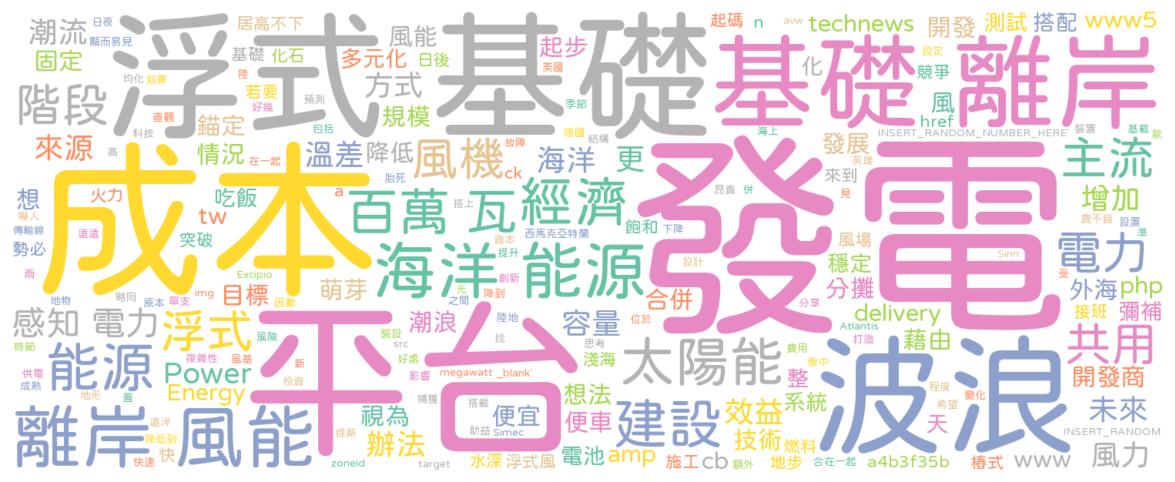 日夜
潮流
顯而易見
固定
階段
浮式
居高不下
基礎
化石
若要
好幾
均化
划算
直觀
科技
預測
錨定
來源
情況
在一起
風能
多元化
方式
日後
規模
溫差
降低
包括
基礎
起步
美國
季節
德國
海洋
結構
故障
ck
風機
起碼
n
avw
化
technews
設定
競爭
風
href
海上
基礎
更
離岸
開發
測試
搭配
www5
INSERT_RANDOM_NUMBER_HERE
發展
英雄
來到
見
裝置
基載
款
主流
增加
想
嚇人
火力
傳輸線
勢必
遠遠
兩
成本
吃飯
tw
突破
Excipio
胎死
a
搭上
百萬 瓦
經濟
西馬克亞特蘭
飽和
下降
昂貴
併
發電
設計
Sinn
海洋 能源
資本
提升
創新
降到
光
之間
合併
位於
分享
風場
穩定
分攤
費不貲
設置
準
電力
受
外海
php
接班
彌補
地物
略同
原本
單支
img
目標
因數
萌芽
感知 電力
浮式
風險
潮浪
裝設
src
陸地
找
容量
思考
淺海
delivery
Atlantis
打造
藉由
共用
時節
供電
成熟
蓋
地形
能源
複雜性
風基
新
投資
Power
Energy
平台
好處
影響
megawatt _blank'
捕獲
搭載
助益
便宜
Simec
想法
便車
太陽能
費用
腹中
整
系統
波浪
程度
希望
變化
開發商
天
未來
INSERT_RANDOM
離岸 風能
遠洋
降低到
快
快速
提斯
zoneid
視為
辦法
target
水深
浮式風
電池
amp
施工
建設
cb
效益
技術
燃料
額外
地步
合在一起
a4b3f35b
樁式
www
風力
陸
高